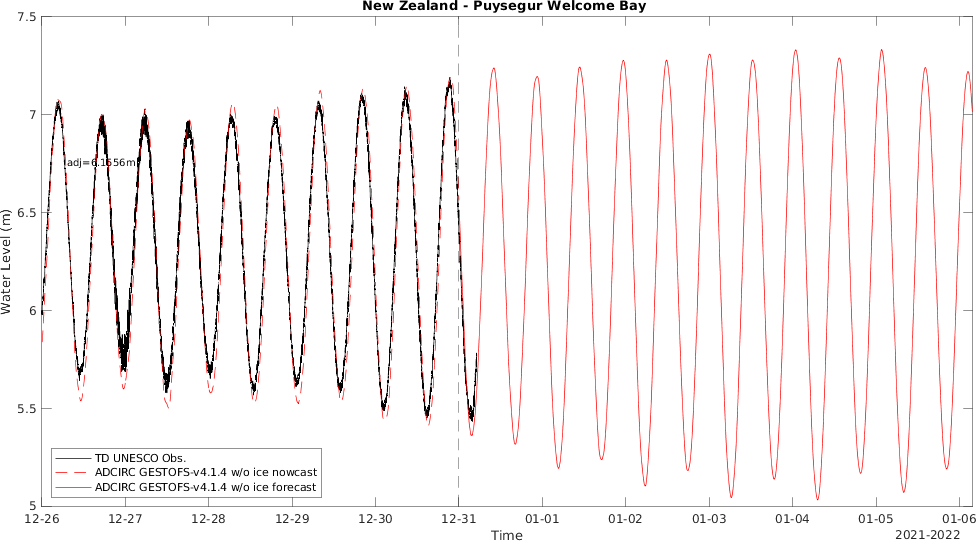 New Zealand - Puysegur Welcome Bay
7.5
7
6.5
6
5.5
5
Water Level (m)
adj=6.1656m
TD UNESCO Obs.
ADCIRC GESTOFS-v4.1.4 w/o ice nowcast
ADCIRC GESTOFS-v4.1.4 w/o ice forecast
12-26 12-27 12-28 12-29 12-30 12-31 01-01 01-02 01-03 01-04 01-05 01-06
Time
2021-2022